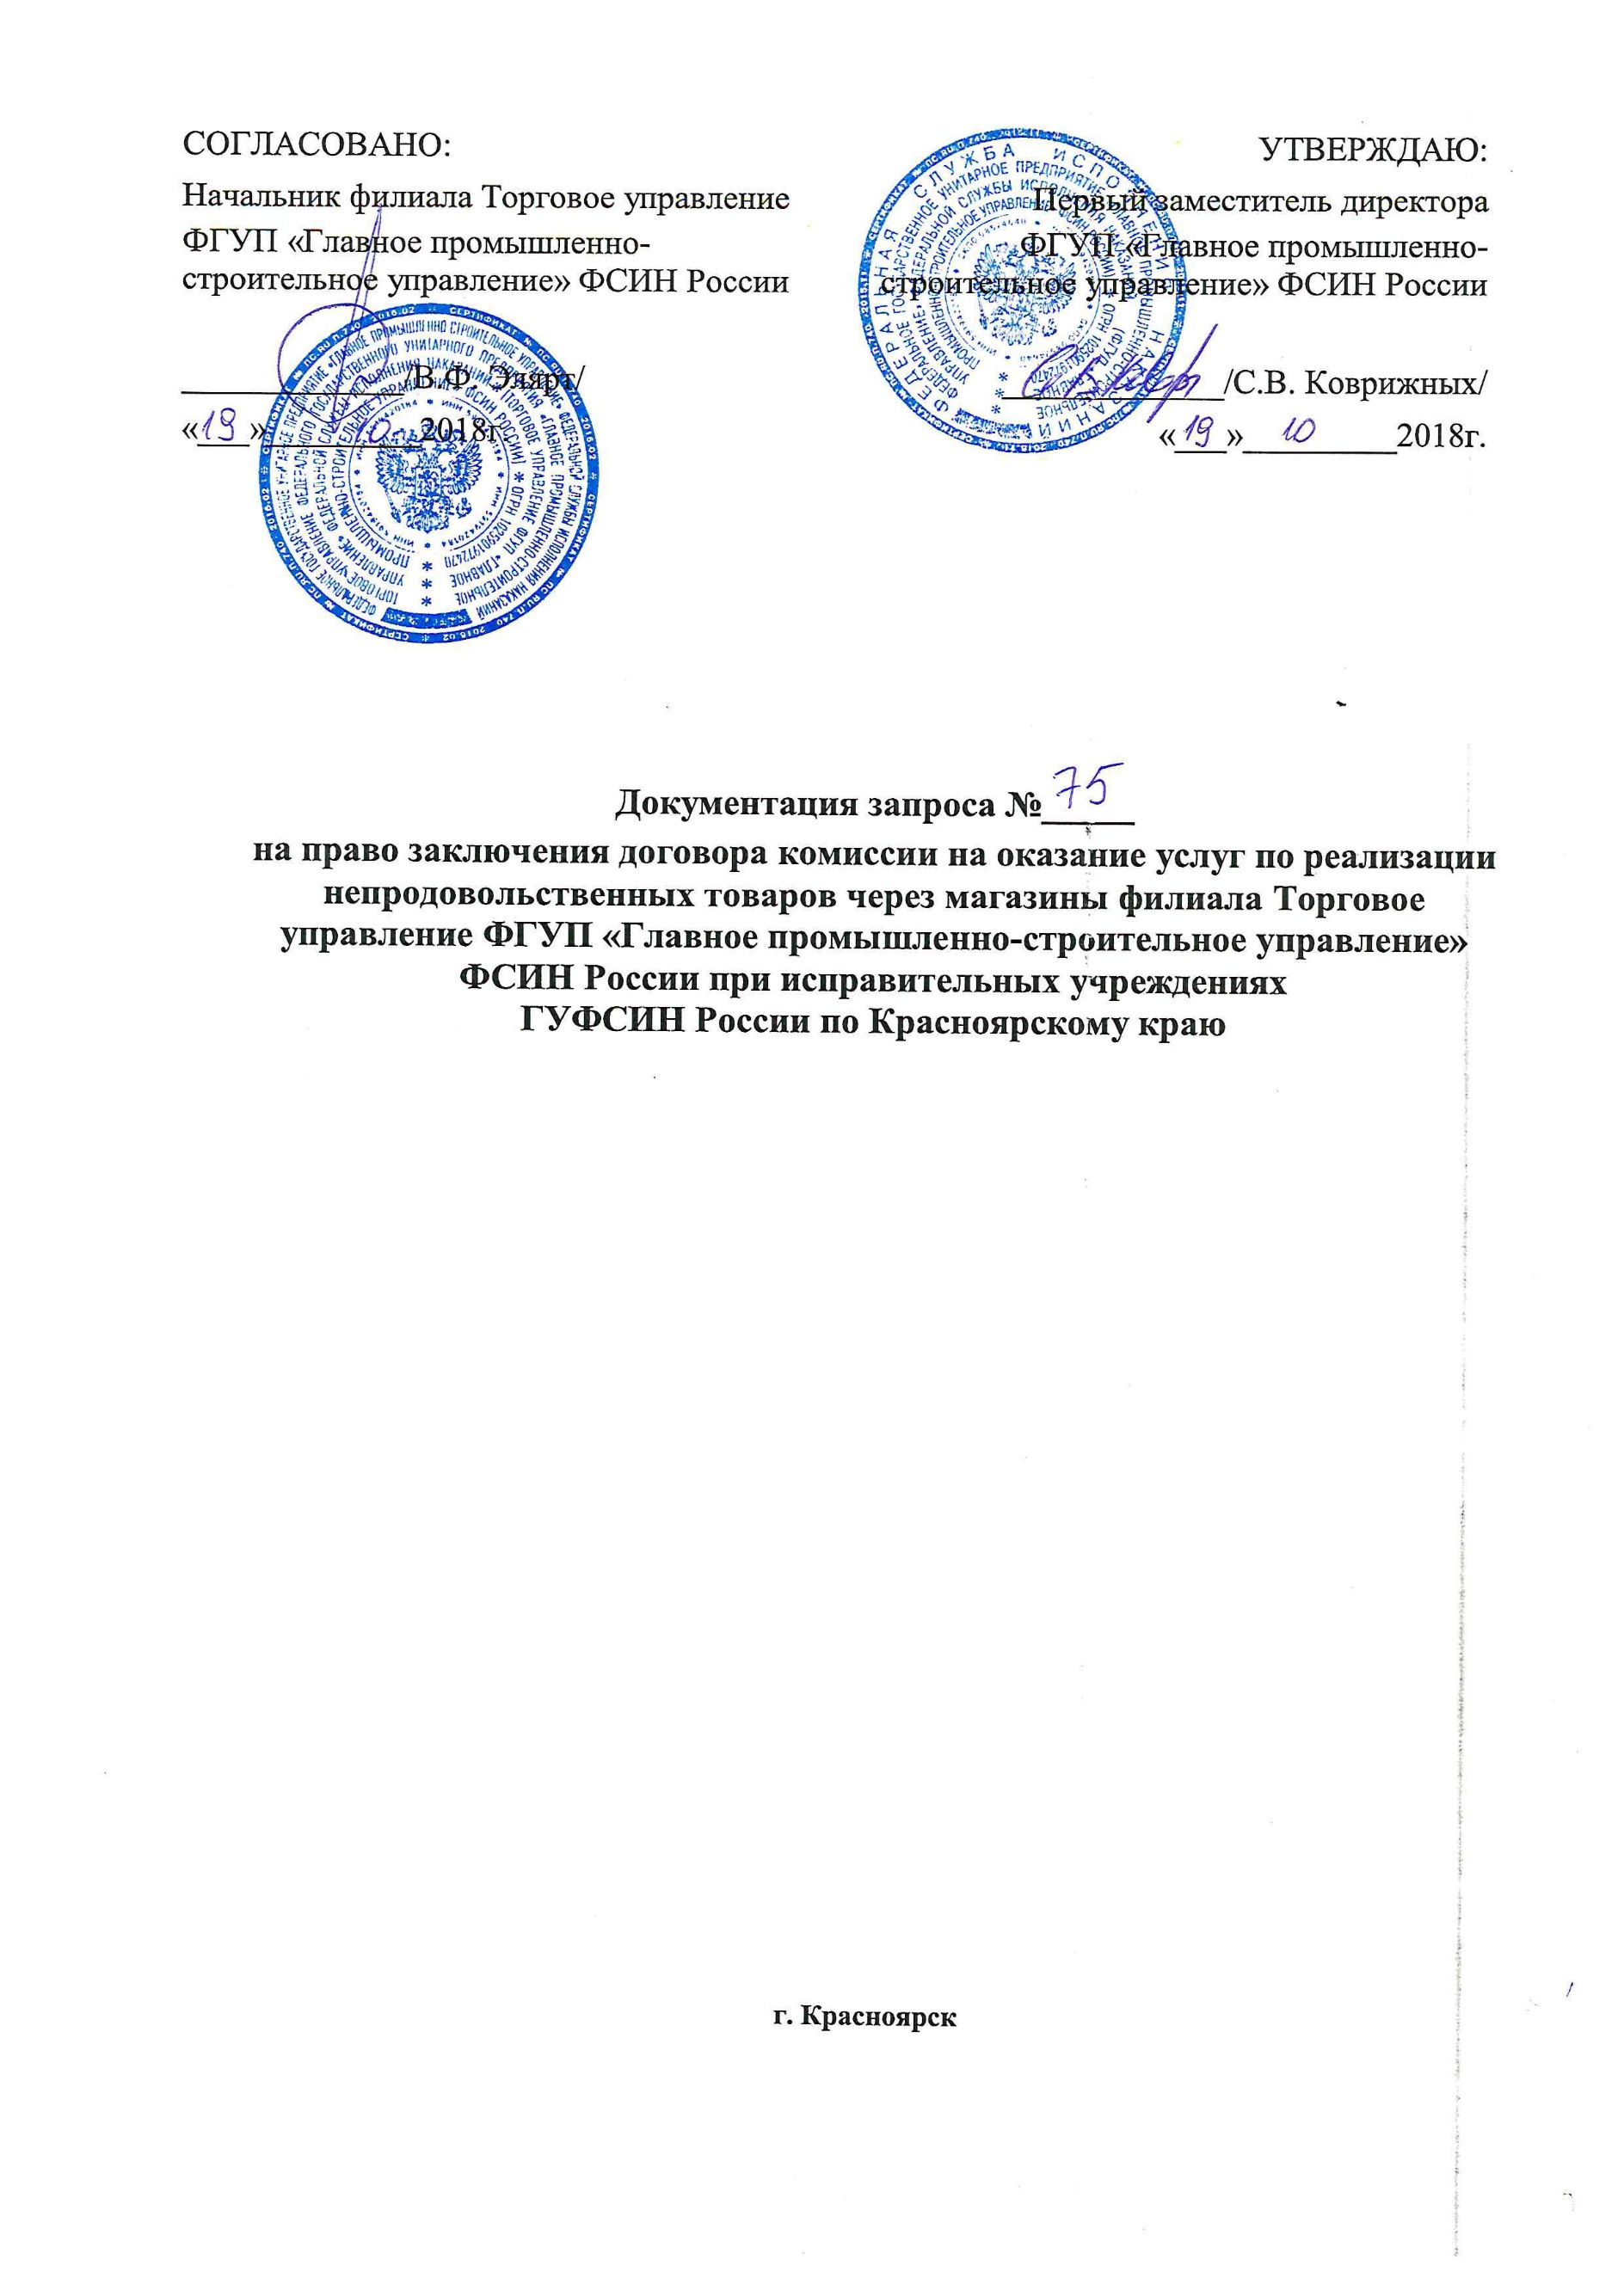 СОГЛАСОВАНО:
Начальник филиала Торговое управление
ФГУП «Главное промышленно-
строительное управление» ФСИН России
/В.Ф. Эларт/
«19» 10 2018г.
УТВЕРЖДАЮ:
Первый заместитель директора
ФГУП «Главное промышленно-
строительное управление» ФСИН России
/С.В. Коврижных/
«19» 10 2018г.
Документация запроса № 75
на право заключения договора комиссии на оказание услуг по реализации
непродовольственных товаров через магазины филиала Торговое
управление ФГУП «Главное промышленно-строительное управление»
ФСИН России при исправительных учреждениях
ГУФСИН России по Красноярскому краю
г. Красноярск